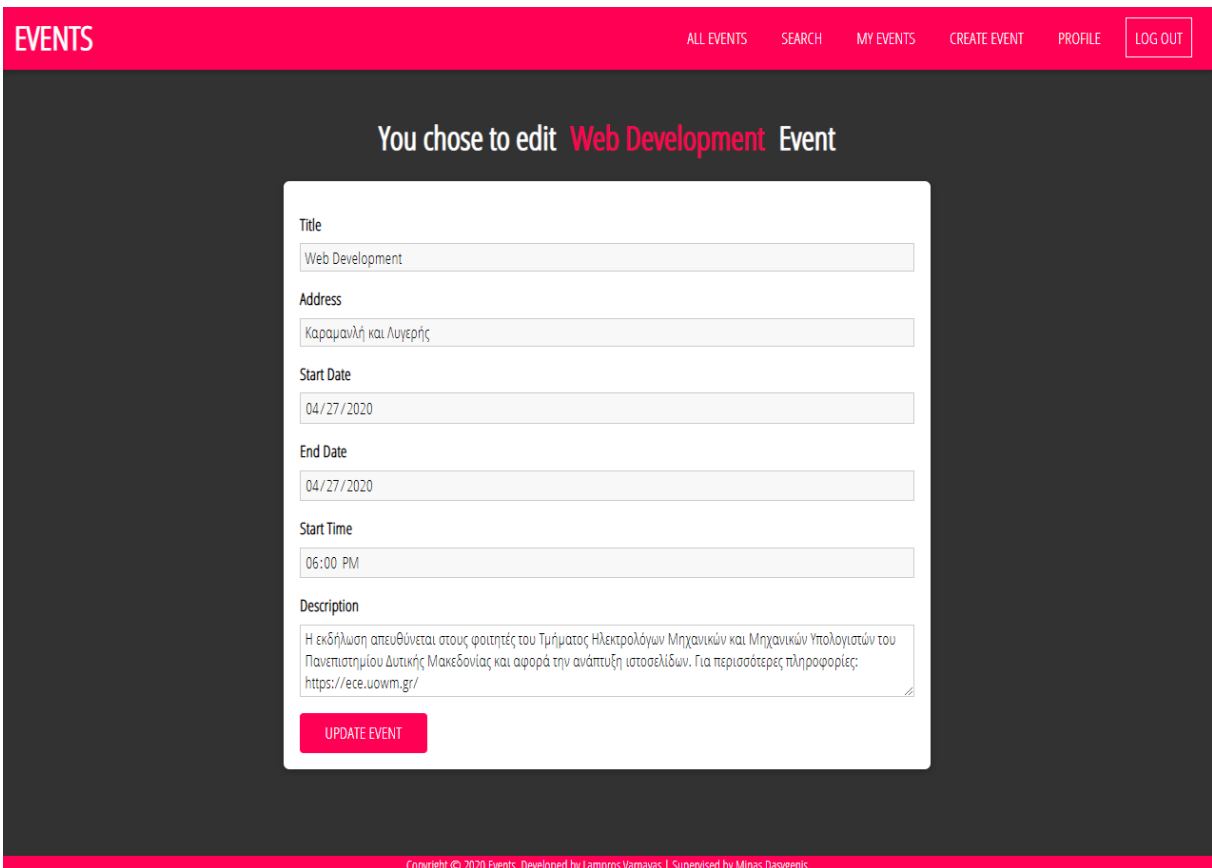 EVENTS
ALL EVENTS SEARCH MY EVENTS CREATE EVENT PROFILE LOG OUT
You chose to edit Web Development Event
Title
Web Development
Address
Καραμανλή και Λυγερής
Start Date
04/27/2020
End Date
04/27/2020
Start Time
06:00 PM
Description
Η εκδήλωση απευθύνεται στους φοιτητές του Τμήματος Ηλεκτρολόγων Μηχανικών και Μηχανικών Υπολογιστών του
Πανεπιστημίου Δυτικής Μακεδονίας και αφορά την ανάπτυξη ιστοσελίδων. Για περισσότερες πληροφορίες:
https://ece.uowm.gr/
UPDATE EVENT
Copyright © 2020 Events. Developed by Lampros Varnavas | Supervised by Minas Dasygenis